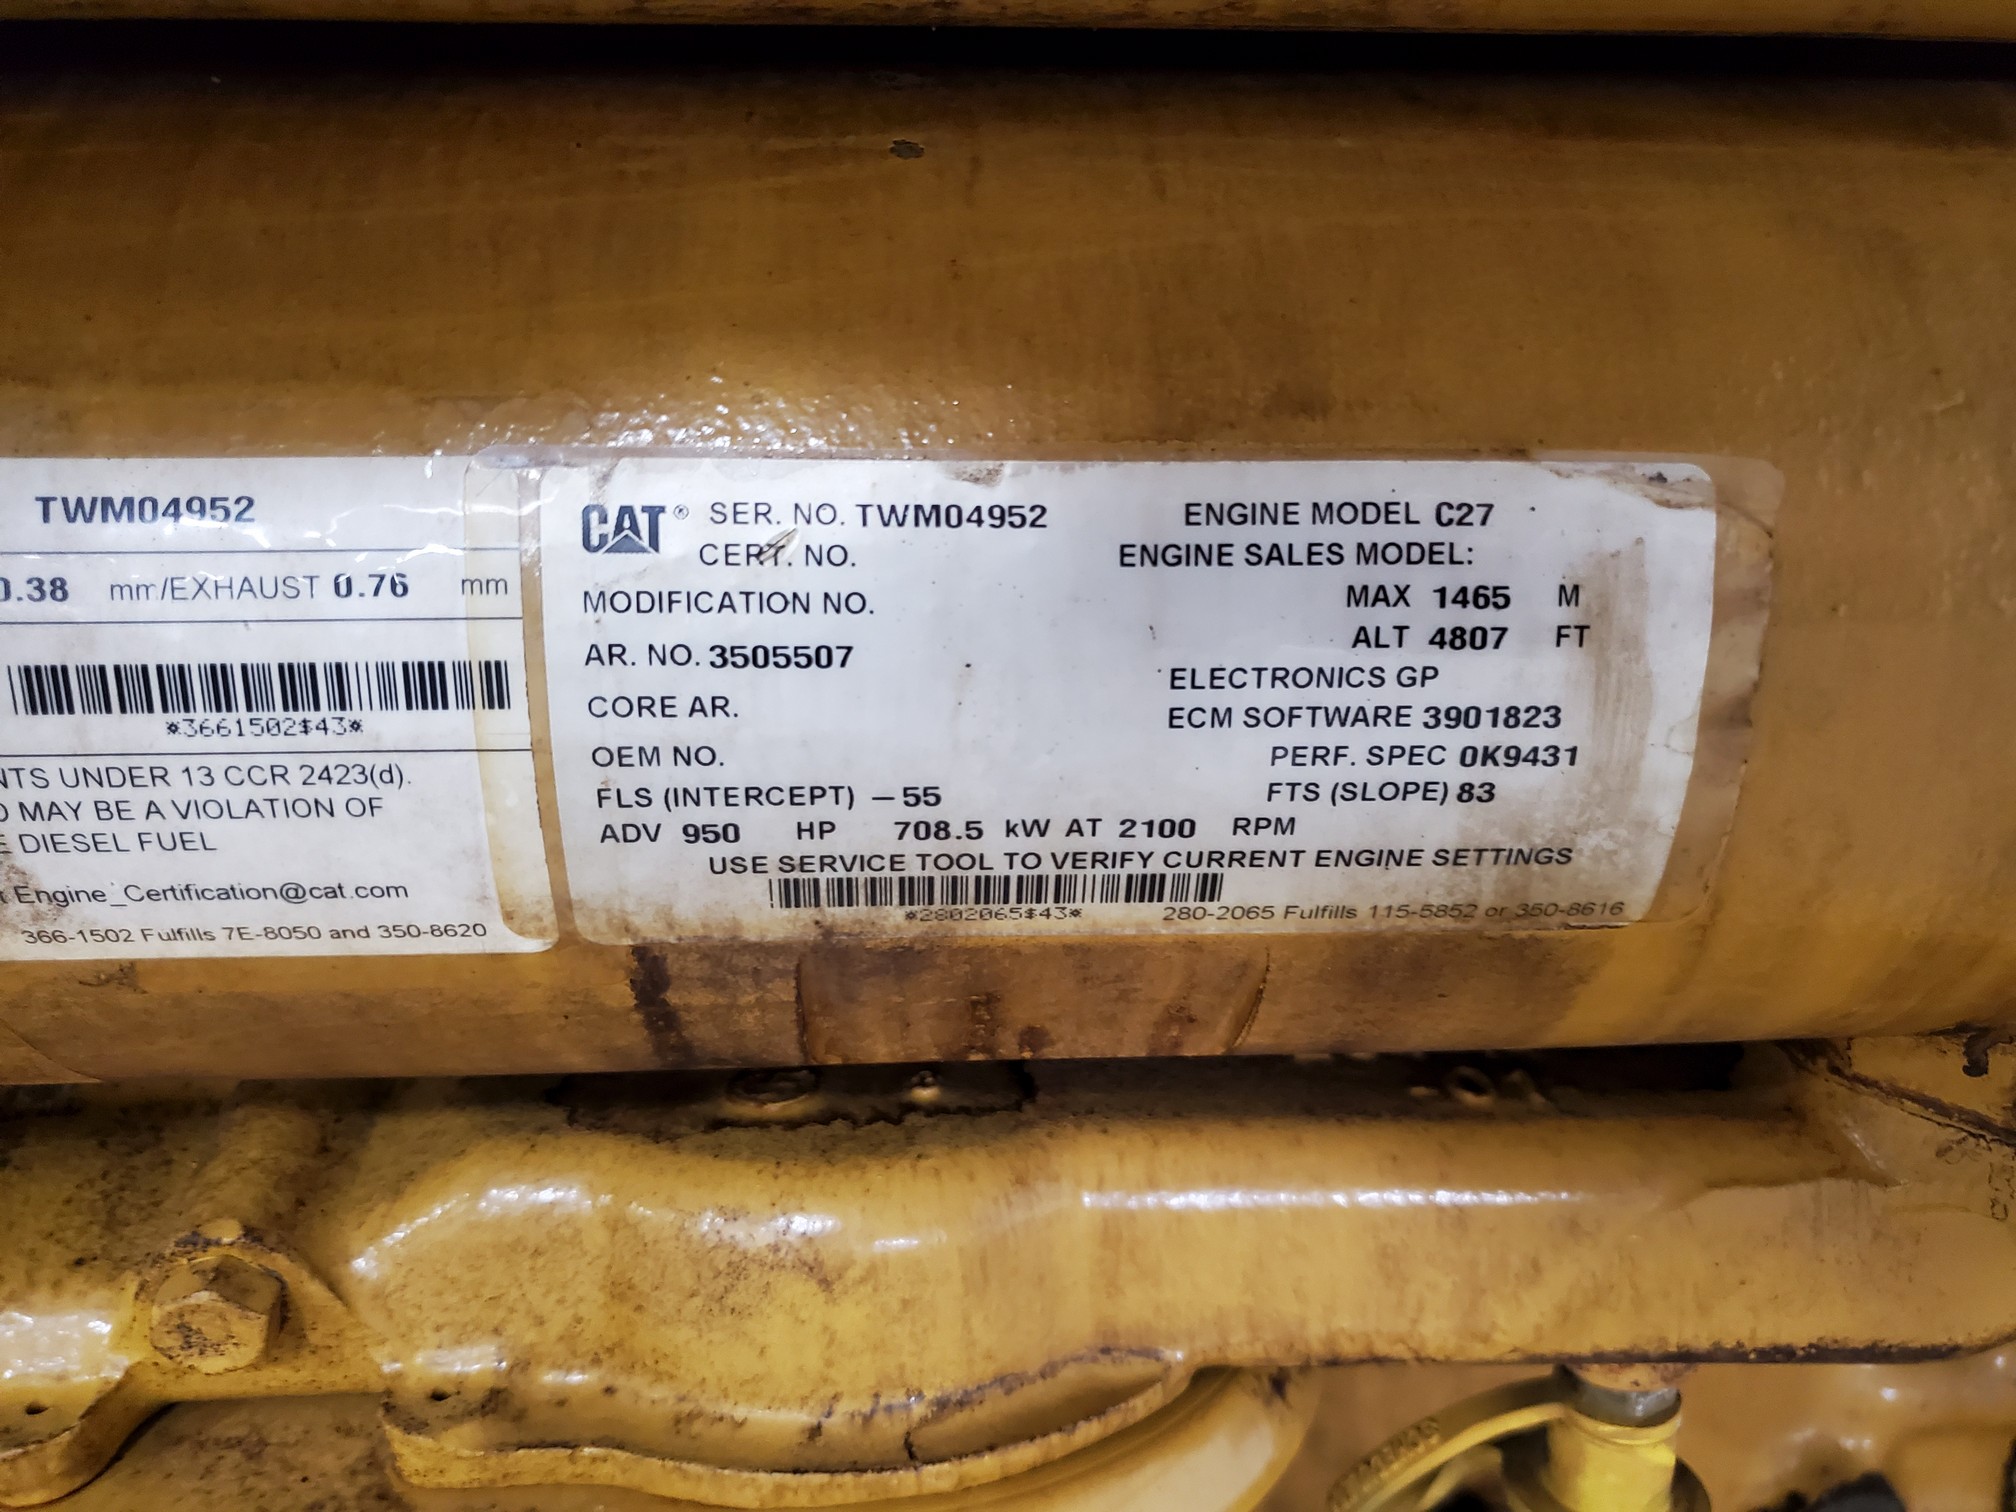 TWM04952
0.38 mm/EXHAUST 0.76 mm
*3661502$43*
UNDER 13 CCR 2423(d).
MAY BE A VIOLATION OF
DIESEL FUEL
Engine_Certification@cat.com
366-1502 Fulfills 7E-8050 and 350-8620
CAT® SER. NO. TWM04952 ENGINE MODEL C27
CERT. NO. ENGINE SALES MODEL:
MODIFICATION NO. MAX 1465 M
ALT 4807 FT
AR. NO. 3505507 ELECTRONICS GP
CORE AR. ECM SOFTWARE 3901823
OEM NO. PERF. SPEC 0K9431
FLS (INTERCEPT) -55 FTS (SLOPE) 83
ADV 950 HP 708.5 kW AT 2100 RPM
USE SERVICE TOOL TO VERIFY CURRENT ENGINE SETTINGS
*2802065$43* 280-2065 Fulfills 115-5852 or 350-8616